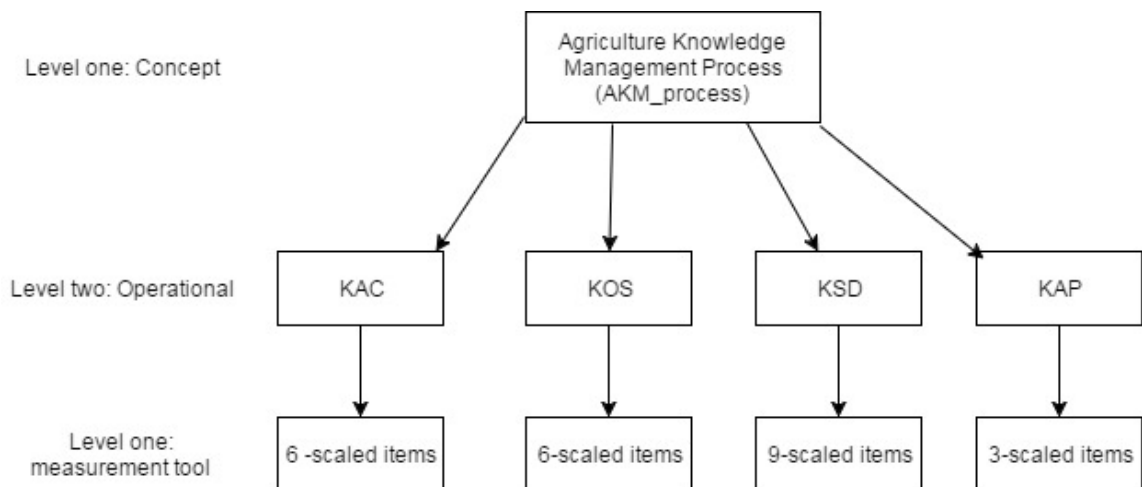 Level one: Concept
Agriculture Knowledge
Management Process
(AKM_process)
Level two: Operational
KAC
KOS
KSD
KAP
Level one:
measurement tool
6 -scaled items
6-scaled items
9-scaled items
3-scaled items